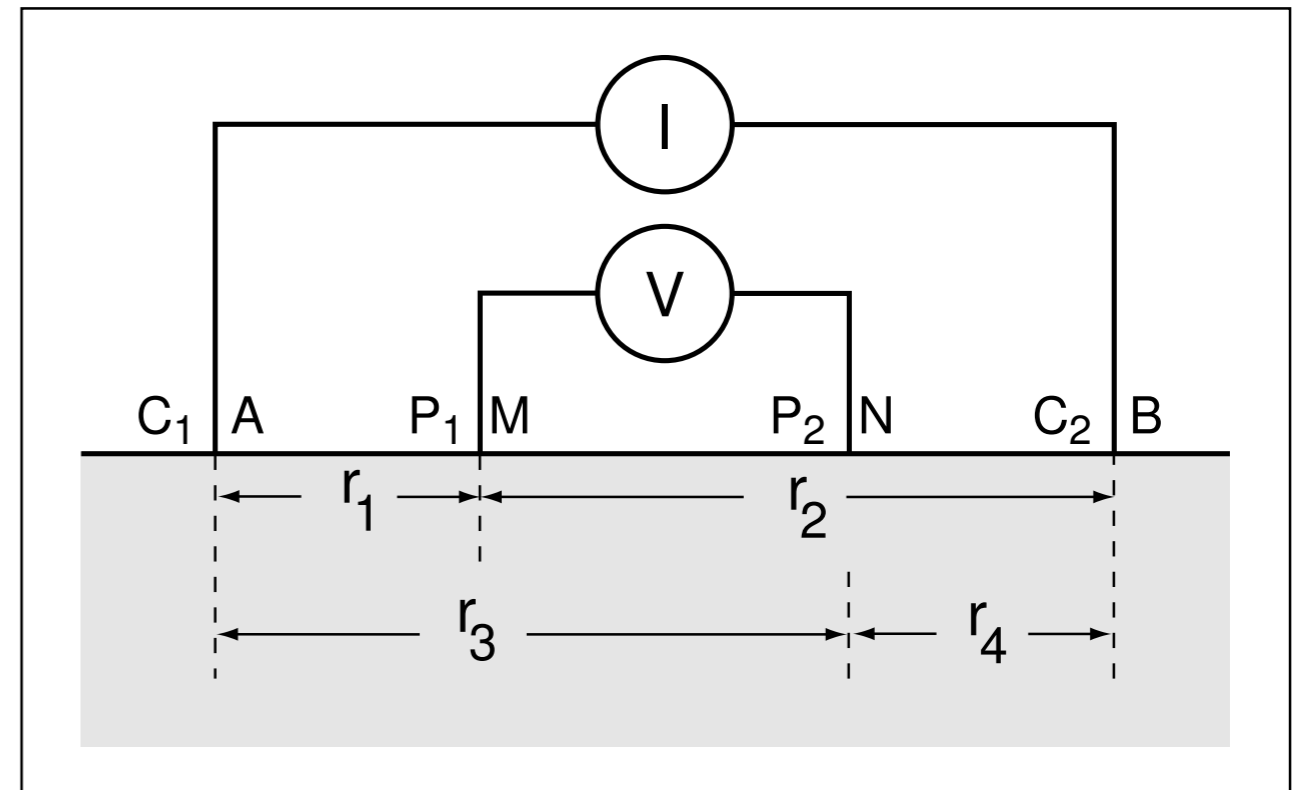 I
V
C₁ A P₁ M P₂ N C₂ B
r₁ r₂
r₃ r₄